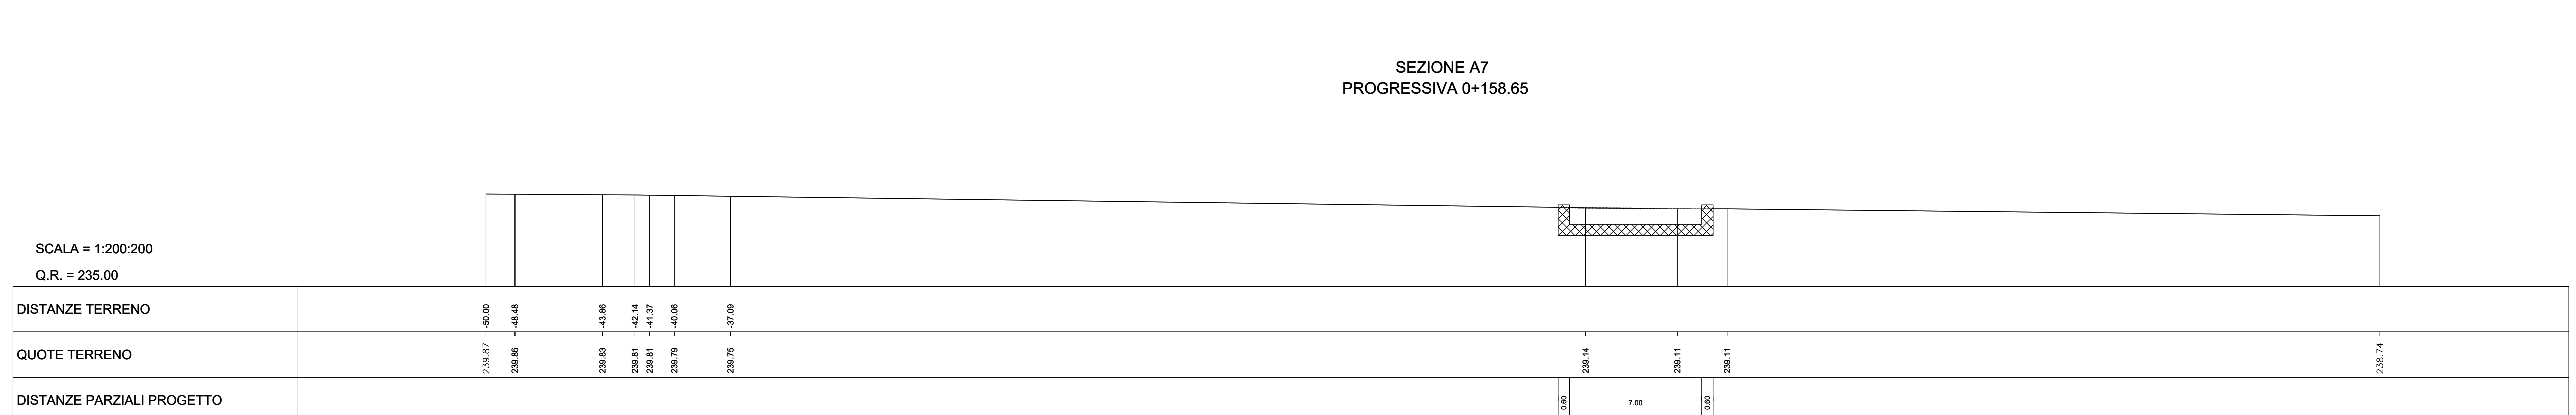 SEZIONE A7
PROGRESSIVA 0+158.65
SCALA = 1:200:200
Q.R. = 235.00
DISTANZE TERRENO -50.00 -48.48 -43.86 -42.14 -41.37 -40.06 -37.09
QUOTE TERRENO 239.87 239.86 239.83 239.81 239.81 239.79 239.75 239.14 239.11 239.11 238.74
DISTANZE PARZIALI PROGETTO 0.60 7.00 0.60